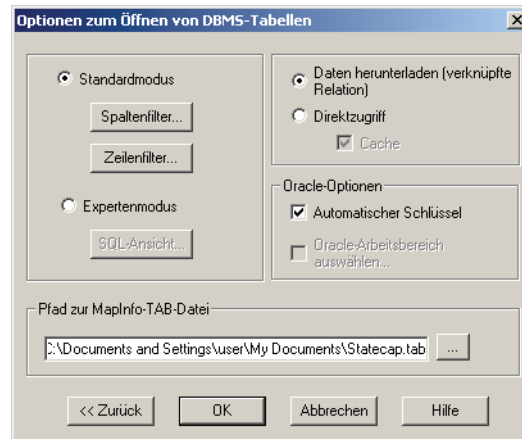 Optionen zum Öffnen von DBMS-Tabellen
Standardmodus
Spaltenfilter...
Zeilenfilter...
Expertenmodus
SQL-Ansicht...
Daten herunterladen (verknüpfte
Relation)
Direktzugriff
Cache
Oracle-Optionen
Automatischer Schlüssel
Oracle-Arbeitsbereich
auswählen...
Pfad zur MapInfo-TAB-Datei
C:\Documents and Settings\user\My Documents\Statecap.tab
...
<< Zurück
OK
Abbrechen
Hilfe